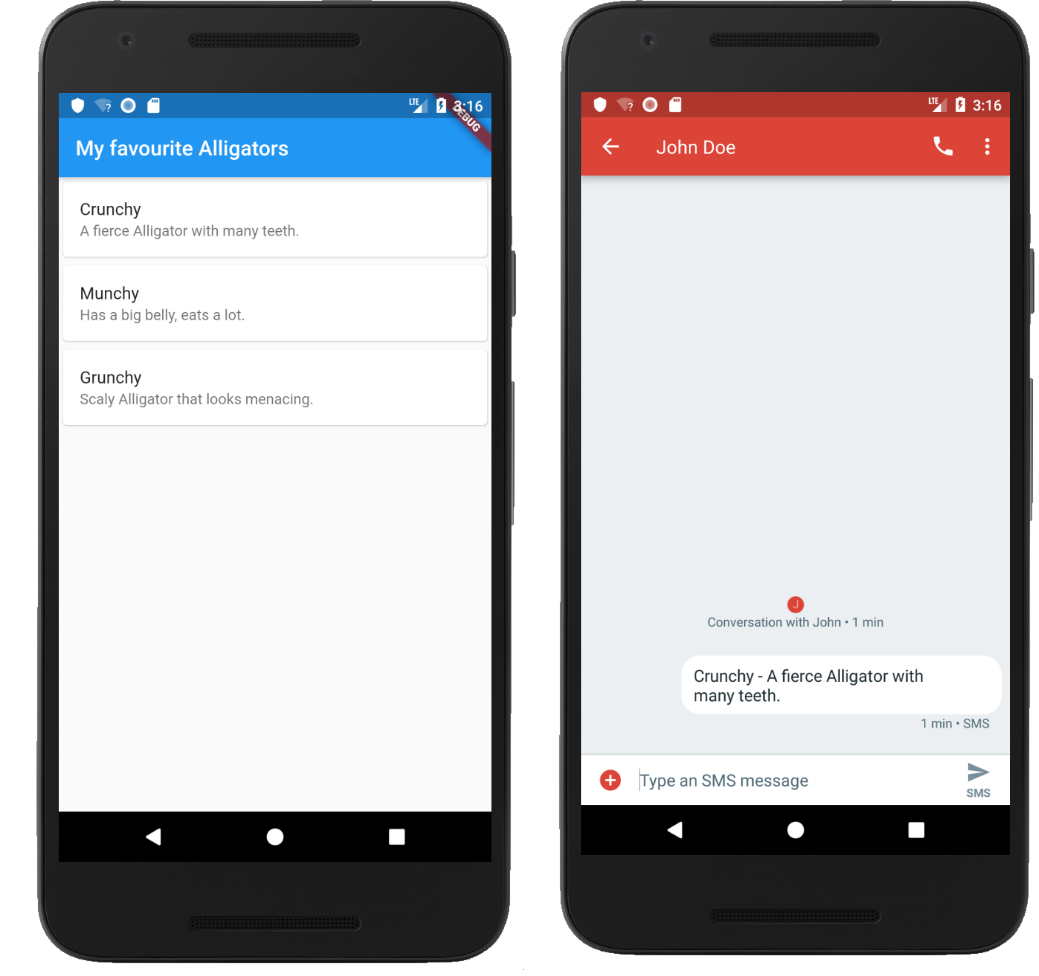 LTE 3:16
DEBUG
My favourite Alligators
Crunchy
A fierce Alligator with many teeth.
Munchy
Has a big belly, eats a lot.
Grunchy
Scaly Alligator that looks menacing.
? LTE 3:16
John Doe
J
Conversation with John • 1 min
Crunchy - A fierce Alligator with
many teeth.
1 min • SMS
Type an SMS message
SMS